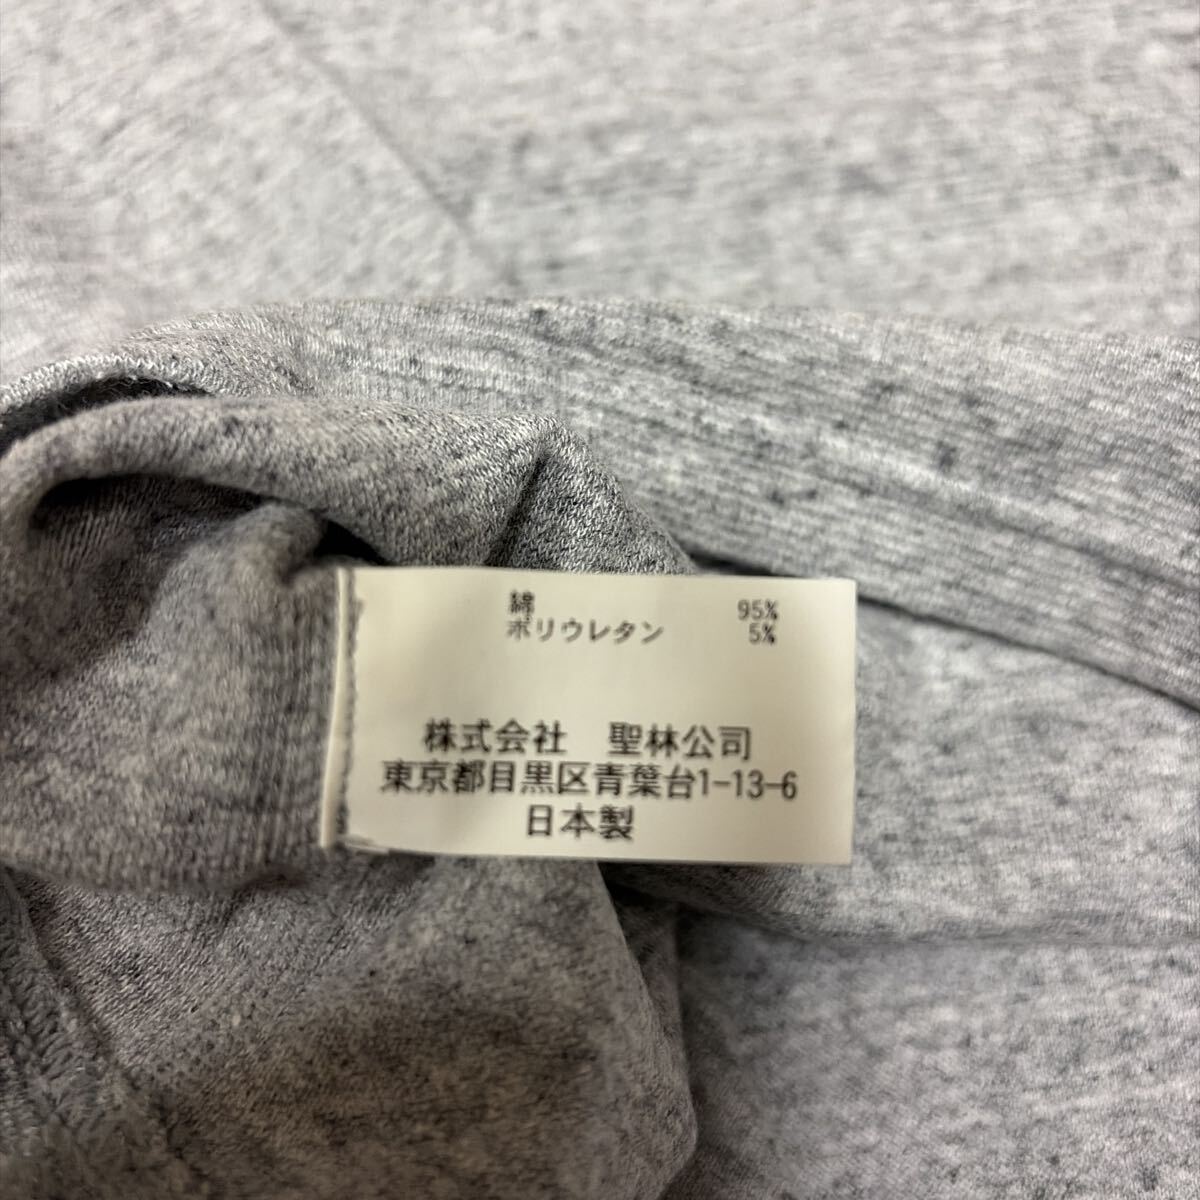 綿 95%
ポリウレタン 5%
株式会社 聖林公司
東京都目黒区青葉台1-13-6
日本製